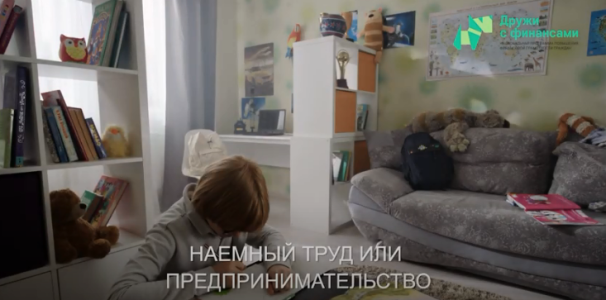 Дружи
с финансами
НАЕМНЫЙ ТРУД ИЛИ
ПРЕДПРИНИМАТЕЛЬСТВО